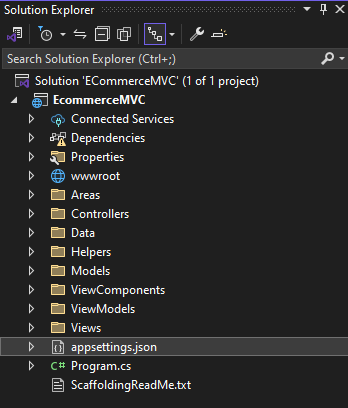 Solution Explorer
Search Solution Explorer (Ctrl+;)
Solution 'ECommerceMVC' (1 of 1 project)
EcommerceMVC
Connected Services
Dependencies
Properties
wwwroot
Areas
Controllers
Data
Helpers
Models
ViewComponents
ViewModels
Views
appsettings.json
C# Program.cs
ScaffoldingReadMe.txt